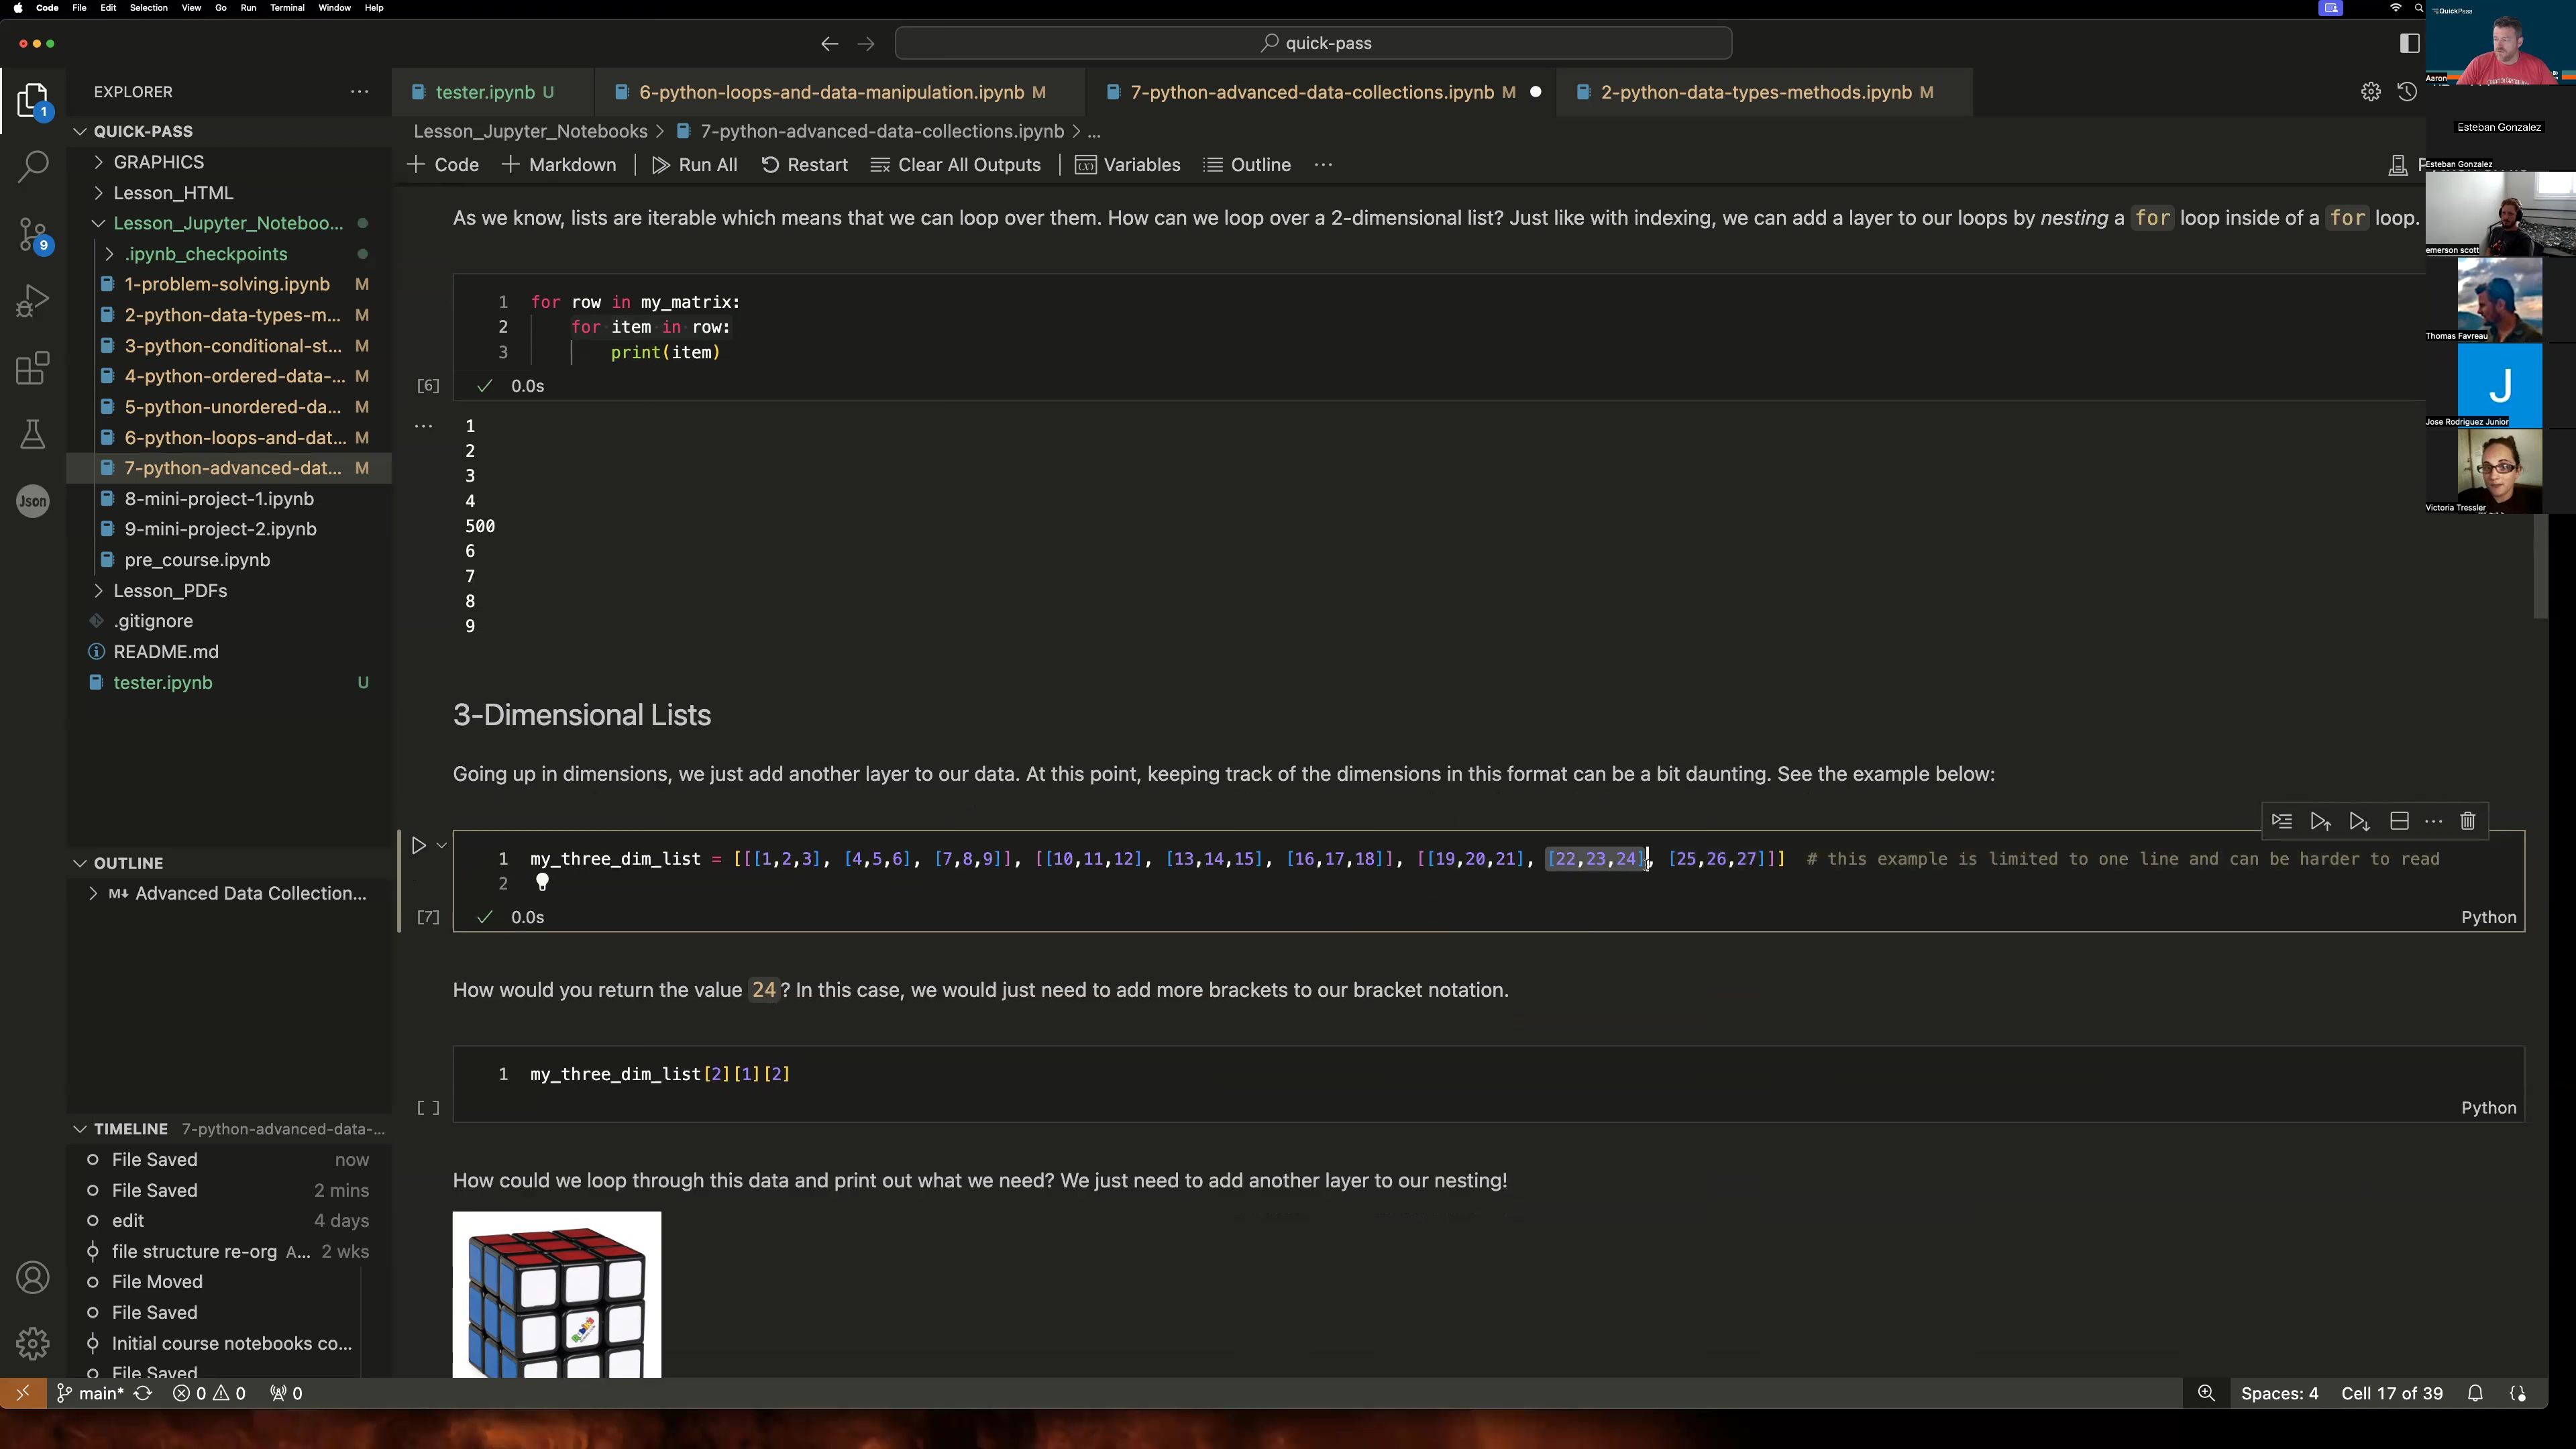 Code File Edit Selection View Go Run Terminal Window Help
quick-pass
QuickPass
Aaron
Esteban Gonzalez
Esteban Gonzalez
emerson scott
Thomas Favreau
J
Jose Rodriguez Junior
Victoria Tressler
1
9
Json
EXPLORER
QUICK-PASS
GRAPHICS
Lesson_HTML
Lesson_Jupyter_Noteboo...
.ipynb_checkpoints
1-problem-solving.ipynb M
2-python-data-types-m... M
3-python-conditional-st... M
4-python-ordered-data-... M
5-python-unordered-da... M
6-python-loops-and-dat... M
7-python-advanced-dat... M
8-mini-project-1.ipynb
9-mini-project-2.ipynb
pre_course.ipynb
Lesson_PDFs
.gitignore
README.md
tester.ipynb U
OUTLINE
M↓ Advanced Data Collection...
TIMELINE 7-python-advanced-data-...
File Saved now
File Saved 2 mins
edit 4 days
file structure re-org A... 2 wks
File Moved
File Saved
Initial course notebooks co...
File Saved
tester.ipynb U 6-python-loops-and-data-manipulation.ipynb M 7-python-advanced-data-collections.ipynb M 2-python-data-types-methods.ipynb M
Lesson_Jupyter_Notebooks > 7-python-advanced-data-collections.ipynb > ...
+ Code + Markdown | Run All Restart Clear All Outputs | Variables Outline ...
As we know, lists are iterable which means that we can loop over them. How can we loop over a 2-dimensional list? Just like with indexing, we can add a layer to our loops by nesting a for loop inside of a for loop.
1 for row in my_matrix:
2 for item in row:
3 print(item)
[6] ✓ 0.0s
... 1
2
3
4
500
6
7
8
9
3-Dimensional Lists
Going up in dimensions, we just add another layer to our data. At this point, keeping track of the dimensions in this format can be a bit daunting. See the example below:
1 my_three_dim_list = [[[1,2,3], [4,5,6], [7,8,9]], [[10,11,12], [13,14,15], [16,17,18]], [[19,20,21], [22,23,24], [25,26,27]]] # this example is limited to one line and can be harder to read
2
[7] ✓ 0.0s Python
How would you return the value 24? In this case, we would just need to add more brackets to our bracket notation.
1 my_three_dim_list[2][1][2]
[ ] Python
How could we loop through this data and print out what we need? We just need to add another layer to our nesting!
main* 0 0 0 Spaces: 4 Cell 17 of 39